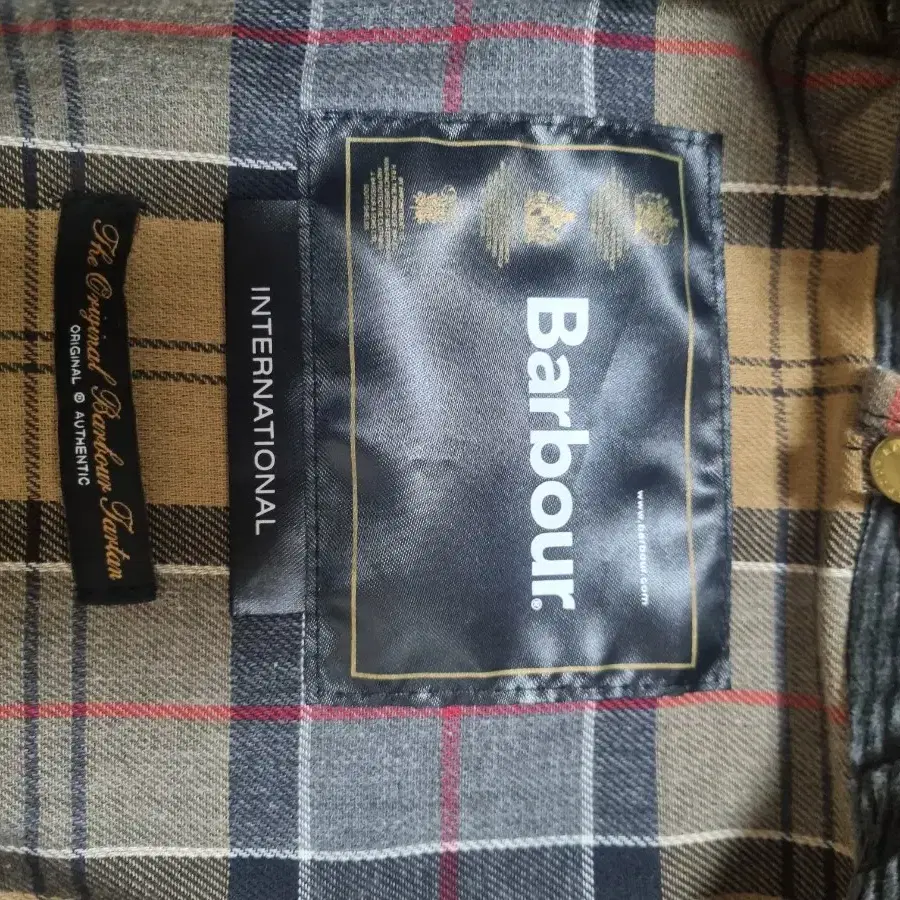 Barbour®
www.barbour.com
INTERNATIONAL
The Original Barbour Tartan
ORIGINAL ® AUTHENTIC